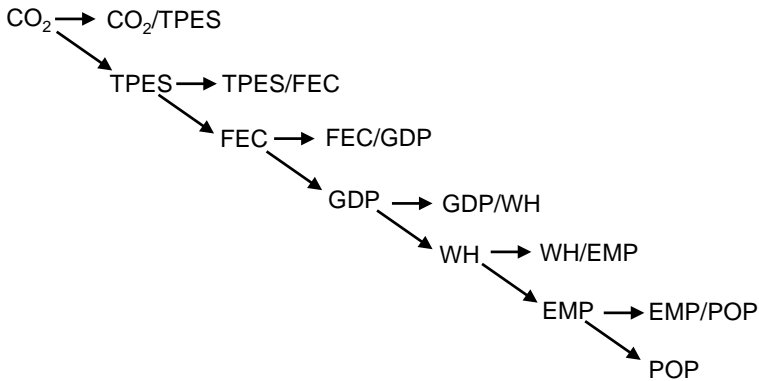 CO₂ CO₂/TPES
TPES TPES/FEC
FEC FEC/GDP
GDP GDP/WH
WH WH/EMP
EMP EMP/POP
POP